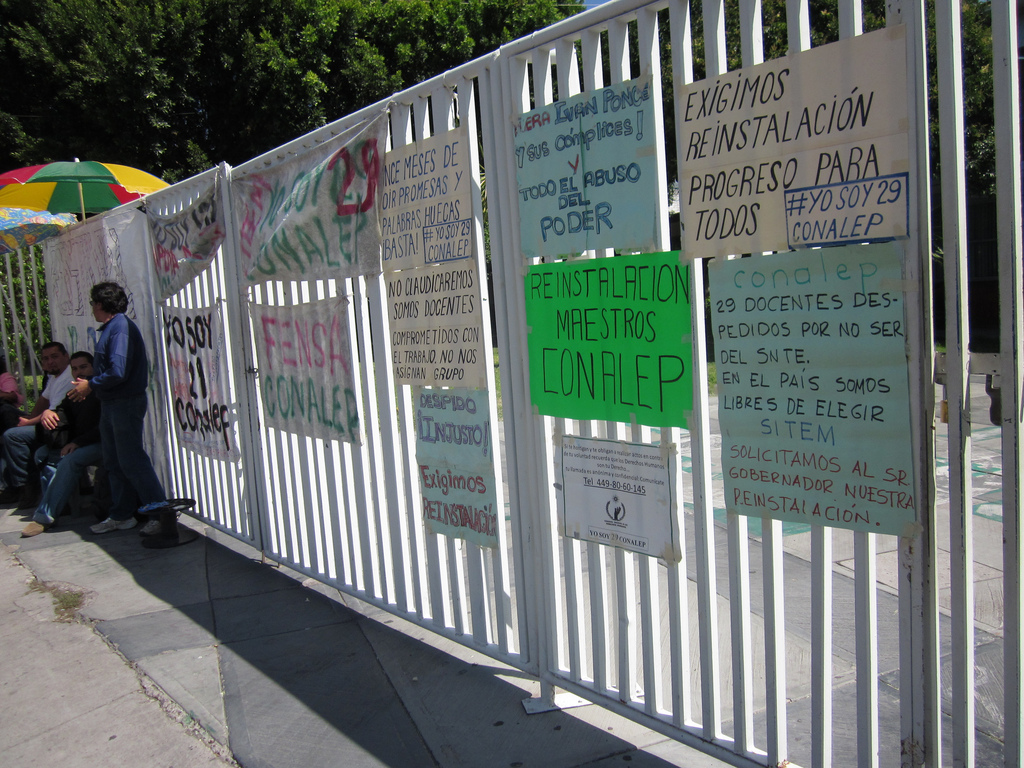 YO SOY
CONALEP
29
CONALEP
FENSA
CONALEP
ONCE MESES DE
OIR PROMESAS Y
PALABRAS HUECAS
BASTA! #YO SOY 29
CONALEP
NO CLAUDICAREMOS
SOMOS DOCENTES
COMPROMETIDOS CON
EL TRABAJO, NO NOS
ASIGNAN GRUPO
DESPIDO
INJUSTO!
Exigimos
REINSTALACIÓN
FUERA IVAN PONCE
Y sus cómplices!
Y
TODO EL ABUSO
DEL
PODER
REINSTALACION
MAESTROS
CONALEP
Tel 449-80-60-145
YO SOY 29 CONALEP
EXIGIMOS
REINSTALACIÓN
PROGRESO PARA
TODOS #YO SOY 29
CONALEP
conalep
29 DOCENTES DES-
PEDIDOS POR NO SER
DEL SNTE.
EN EL PAÍS SOMOS
LIBRES DE ELEGIR
SITEM
SOLICITAMOS AL SR.
GOBERNADOR NUESTRA
REINSTALACIÓN.